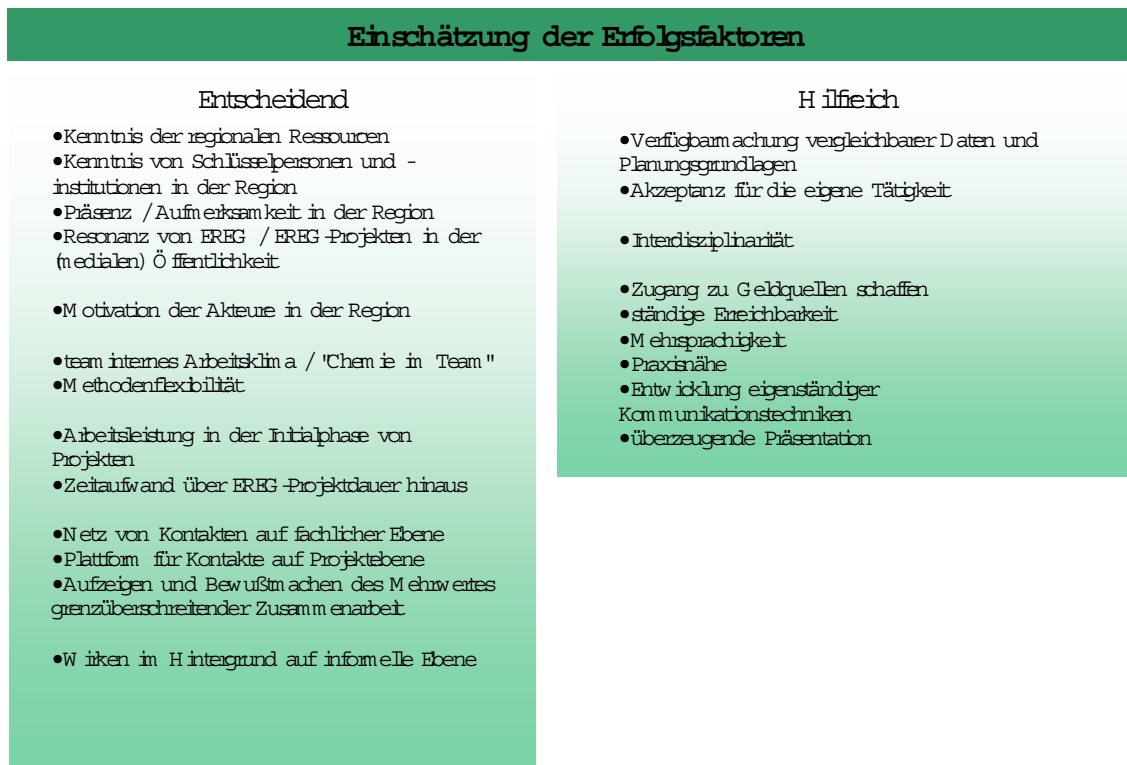 Einschätzung der Erfolgsfaktoren
Entscheidend
•Kenntnis der regionalen Ressourcen
•Kenntnis von Schlüsselpersonen und -
institutionen in der Region
•Präsenz / Aufmerksamkeit in der Region
•Resonanz von EREG / EREG-Projekten in der
(medialen) Öffentlichkeit
•Motivation der Akteure in der Region
•teaminternes Arbeitsklima / "Chemie im Team"
•Methodenflexibilität
•Arbeitsleistung in der Initialphase von
Projekten
•Zeitaufwand über EREG-Projektdauer hinaus
•Netz von Kontakten auf fachlicher Ebene
•Plattform für Kontakte auf Projektebene
•Aufzeigen und Bewußtmachen des Mehrwertes
grenzüberschreitender Zusammenarbeit
•Wirken im Hintergrund auf informelle Ebene
Hilfreich
•Verfügbarmachung vergleichbarer Daten und
Planungsgrundlagen
•Akzeptanz für die eigene Tätigkeit
•Interdisziplinarität
•Zugang zu Geldquellen schaffen
•ständige Erreichbarkeit
•Mehrsprachigkeit
•Praxisnähe
•Entwicklung eigenständiger
Kommunikationstechniken
•überzeugende Präsentation